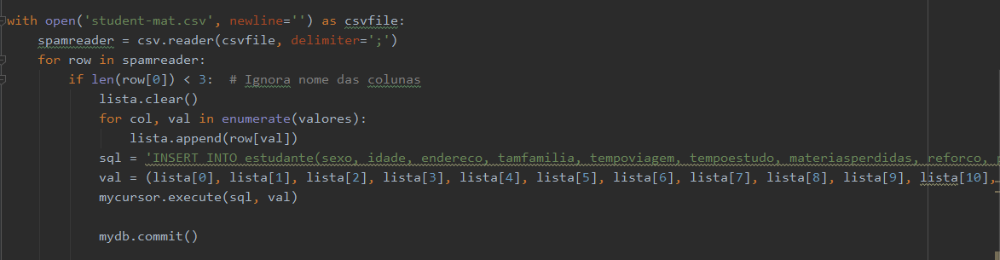 with open('student-mat.csv', newline='') as csvfile:
    spamreader = csv.reader(csvfile, delimiter=';')
    for row in spamreader:
        if len(row[0]) < 3:  # Ignora nome das colunas
            lista.clear()
            for col, val in enumerate(valores):
                lista.append(row[val])
            sql = 'INSERT INTO estudante(sexo, idade, endereco, tamfamilia, tempoviagem, tempoestudo, materiasperdidas, reforco,
            val = (lista[0], lista[1], lista[2], lista[3], lista[4], lista[5], lista[6], lista[7], lista[8], lista[9], lista[10],
            mycursor.execute(sql, val)
            mydb.commit()